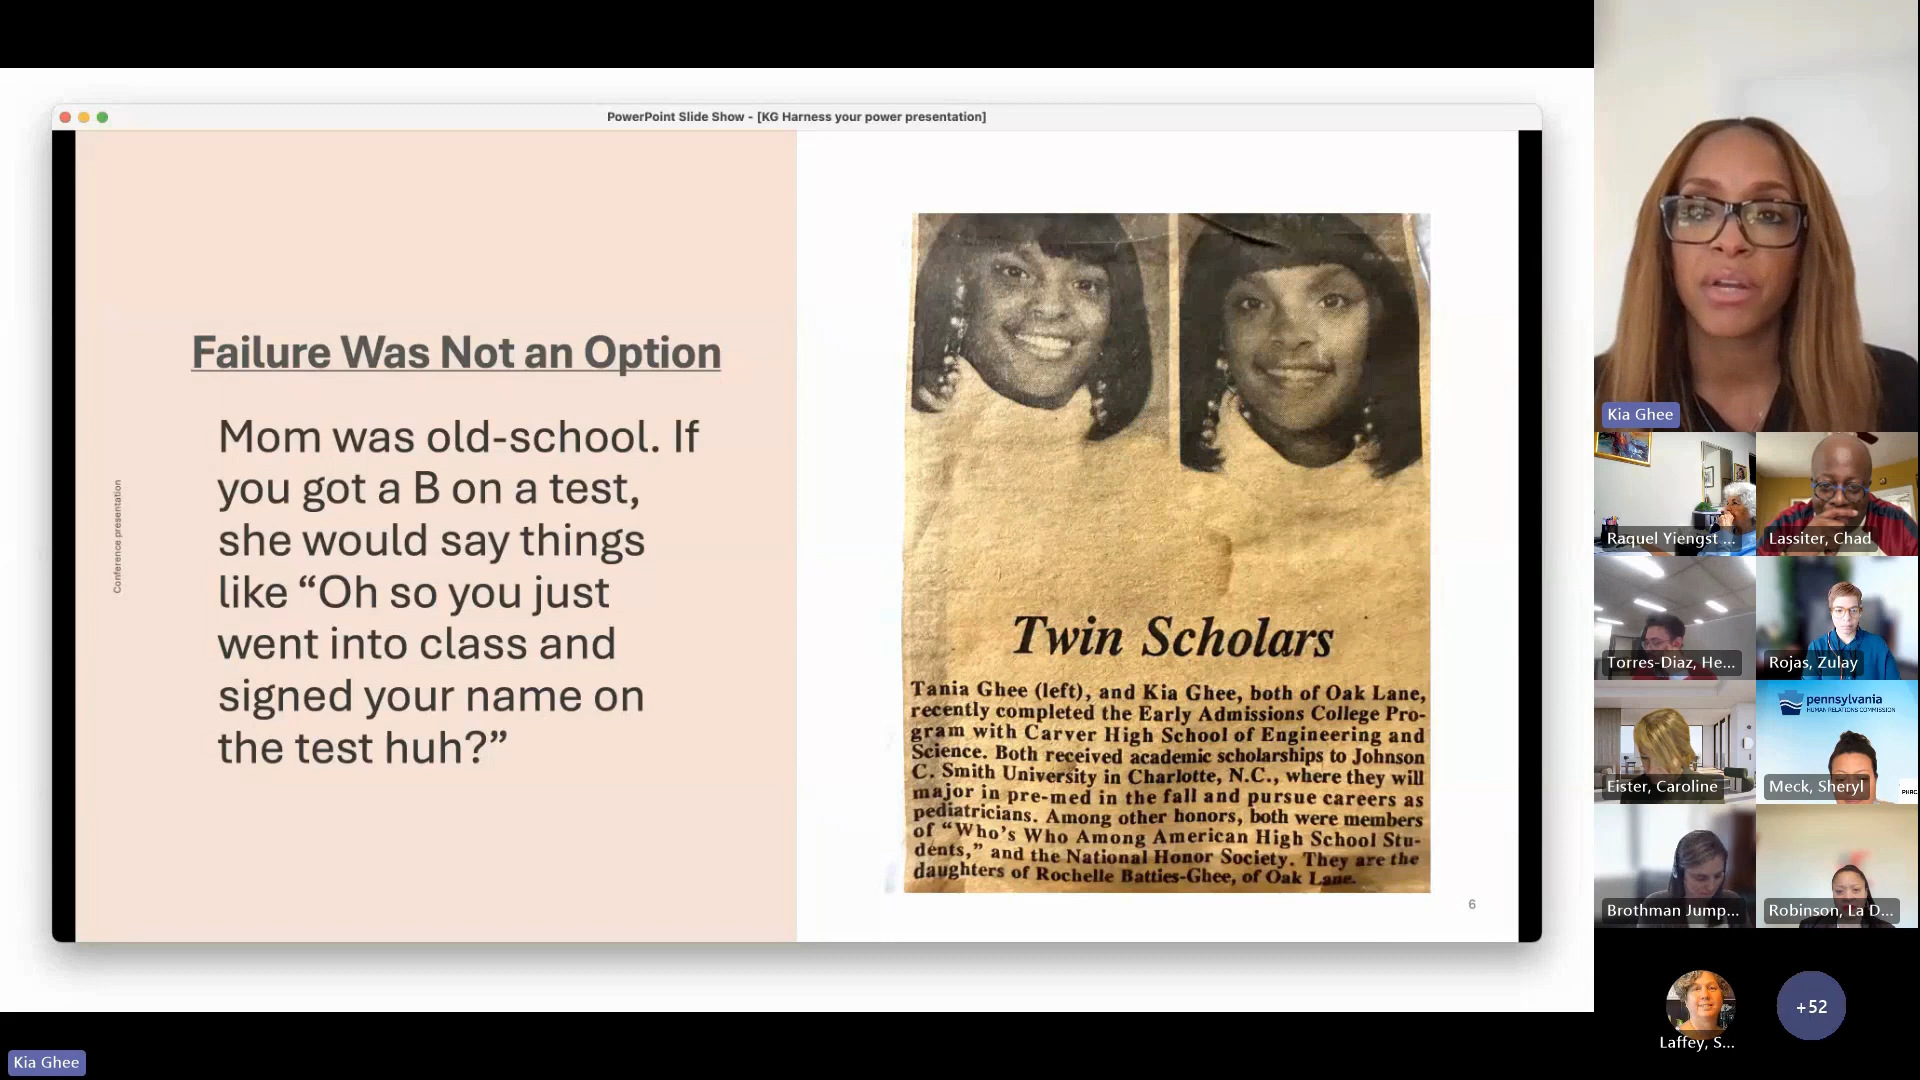 PowerPoint Slide Show - [KG Harness your power presentation]
Conference presentation
Failure Was Not an Option
Mom was old-school. If
you got a B on a test,
she would say things
like “Oh so you just
went into class and
signed your name on
the test huh?”
Twin Scholars
Tania Ghee (left), and Kia Ghee, both of Oak Lane,
recently completed the Early Admissions College Pro-
gram with Carver High School of Engineering and
Science. Both received academic scholarships to Johnson
C. Smith University in Charlotte, N.C., where they will
major in pre-med in the fall and pursue careers as
pediatricians. Among other honors, both were members
of “Who’s Who Among American High School Stu-
dents,” and the National Honor Society. They are the
daughters of Rochelle Batties-Ghee, of Oak Lane.
6
Kia Ghee
Raquel Yiengst ...
Lassiter, Chad
Torres-Diaz, He...
Rojas, Zulay
Eister, Caroline
pennsylvania
HUMAN RELATIONS COMMISSION
Meck, Sheryl
PHRC
Brothman Jump...
Robinson, La D...
Laffey, S...
+52
Kia Ghee